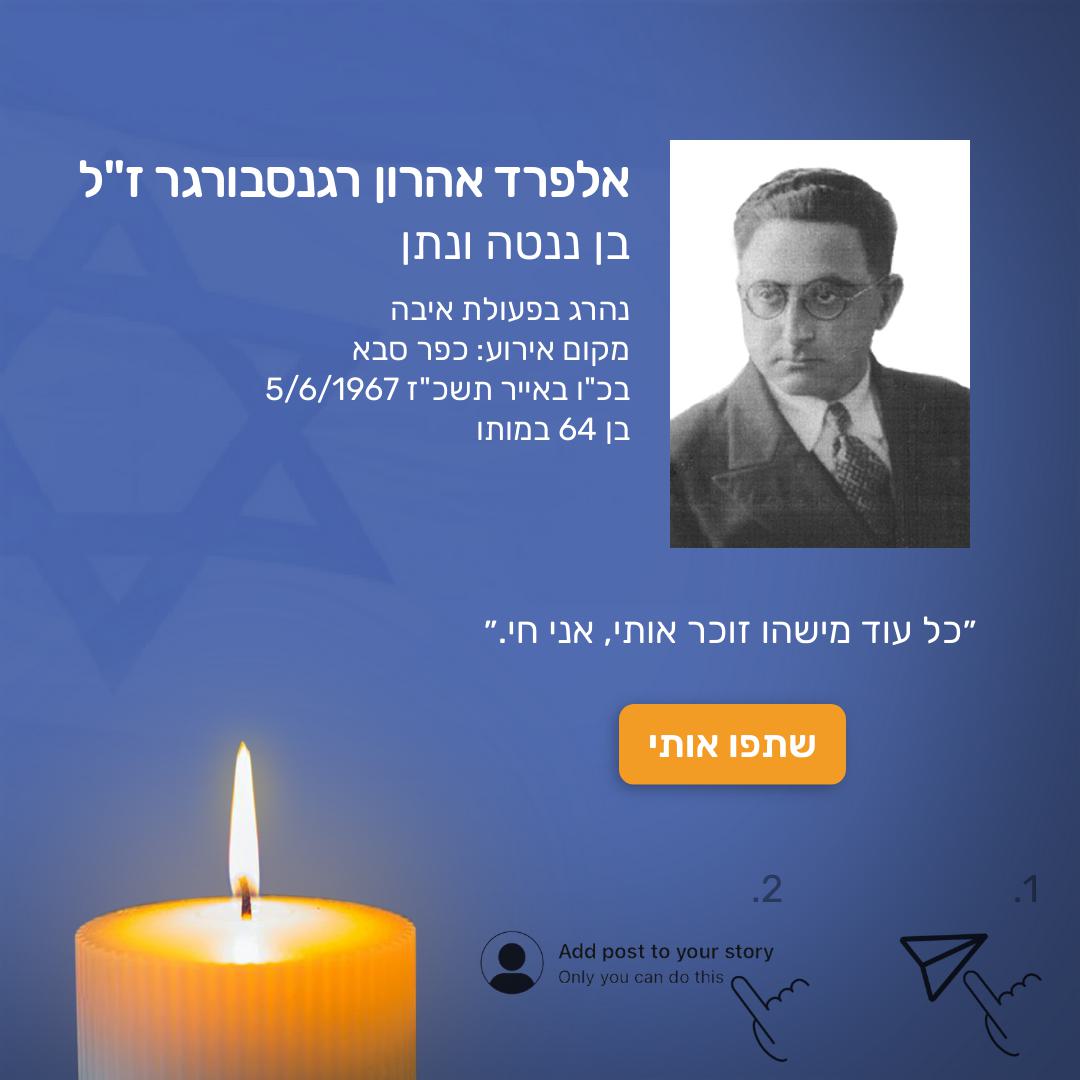 אלפרד אהרון רגנסבורגר ז"ל
בן ננטה ונתן
נהרג בפעולת איבה
מקום אירוע: כפר סבא
בכ"ו באייר תשכ"ז 5/6/1967
בן 64 במותו
״כל עוד מישהו זוכר אותי, אני חי.״
שתפו אותי
1.
2.
Add post to your story
Only you can do this